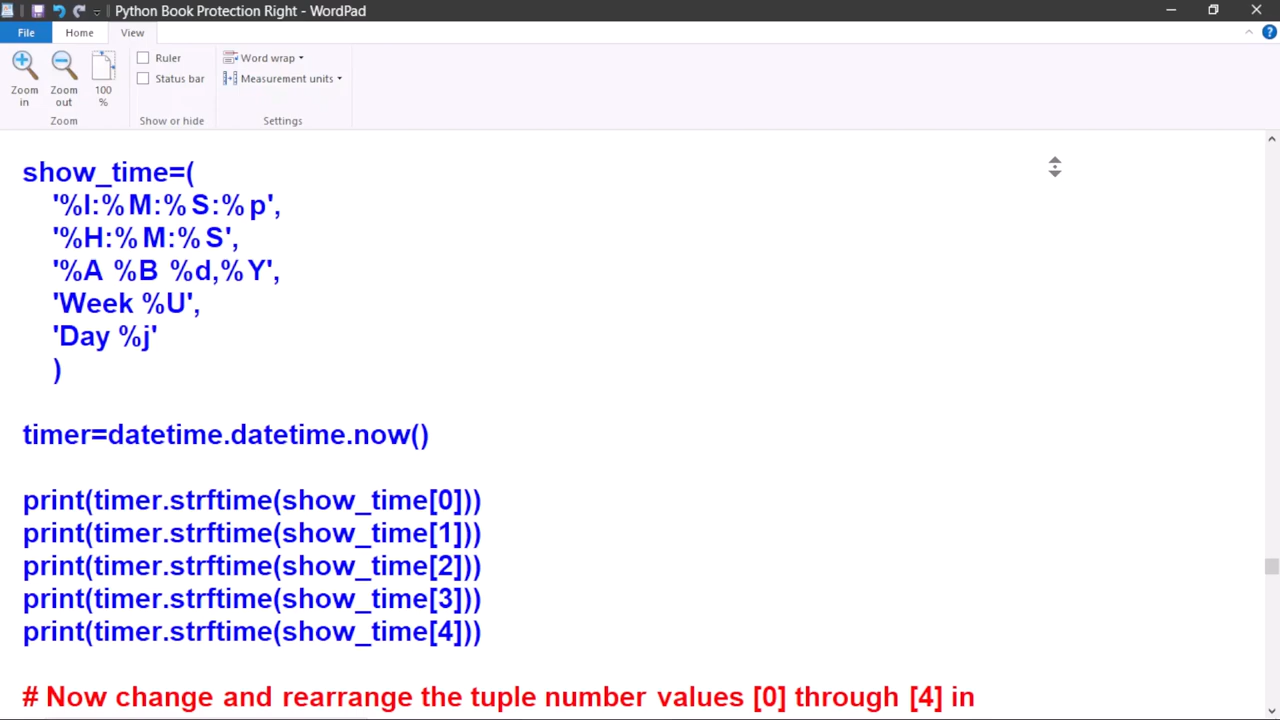 Python Book Protection Right - WordPad
File Home View
Zoom in
Zoom out
100 %
Ruler
Status bar
Word wrap
Measurement units
Zoom
Show or hide
Settings
show_time=(
'%I:%M:%S:%p',
'%H:%M:%S',
'%A %B %d,%Y',
'Week %U',
'Day %j'
)
timer=datetime.datetime.now()
print(timer.strftime(show_time[0]))
print(timer.strftime(show_time[1]))
print(timer.strftime(show_time[2]))
print(timer.strftime(show_time[3]))
print(timer.strftime(show_time[4]))
# Now change and rearrange the tuple number values [0] through [4] in